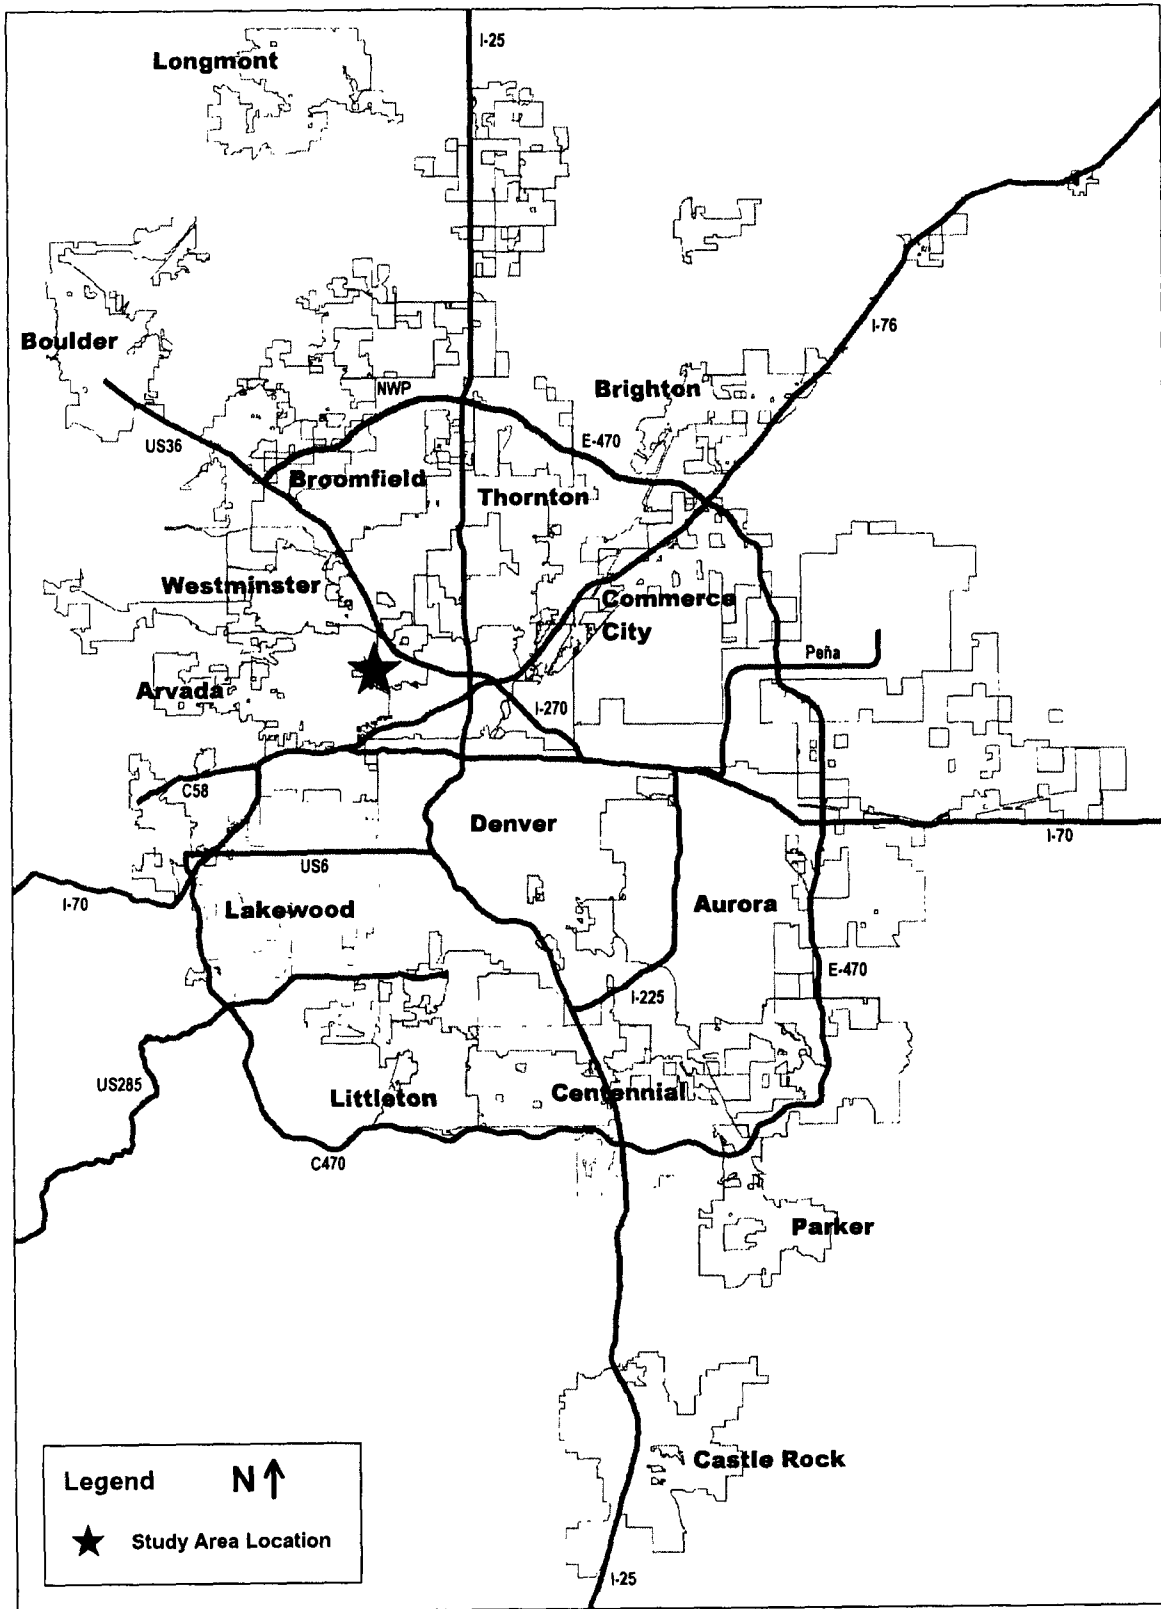 I-25
Longmont
I-76
Boulder
NWP
Brighton
US36
E-470
Broomfield
Thornton
Westminster
Commerce
City
Peña
Arvada
I-270
C58
Denver
I-70
US6
I-70
Lakewood
Aurora
E-470
I-225
US285
Littleton
Centennial
C470
Parker
Castle Rock
Legend
N
Study Area Location
I-25